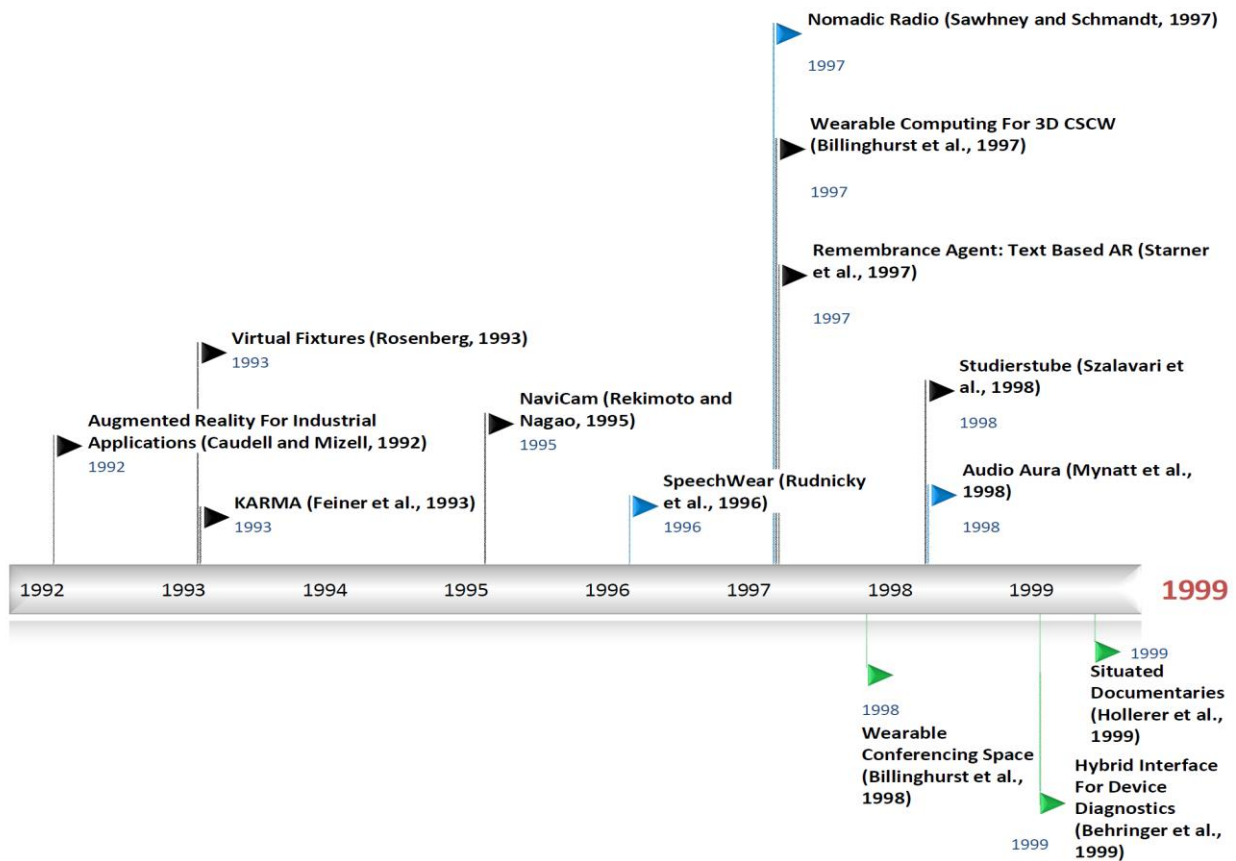 Nomadic Radio (Sawhney and Schmandt, 1997)
1997
Wearable Computing For 3D CSCW
(Billinghurst et al., 1997)
1997
Remembrance Agent: Text Based AR (Starner
et al., 1997)
1997
Virtual Fixtures (Rosenberg, 1993)
1993
Studierstube (Szalavari et
al., 1998)
1998
NaviCam (Rekimoto and
Nagao, 1995)
1995
Augmented Reality For Industrial
Applications (Caudell and Mizell, 1992)
1992
Audio Aura (Mynatt et al.,
1998)
1998
SpeechWear (Rudnicky
et al., 1996)
1996
KARMA (Feiner et al., 1993)
1993
1992 1993 1994 1995 1996 1997 1998 1999 1999
1998
Wearable
Conferencing Space
(Billinghurst et al.,
1998)
1999
Situated
Documentaries
(Hollerer et al.,
1999)
Hybrid Interface
For Device
Diagnostics
(Behringer et al.,
1999)
1999